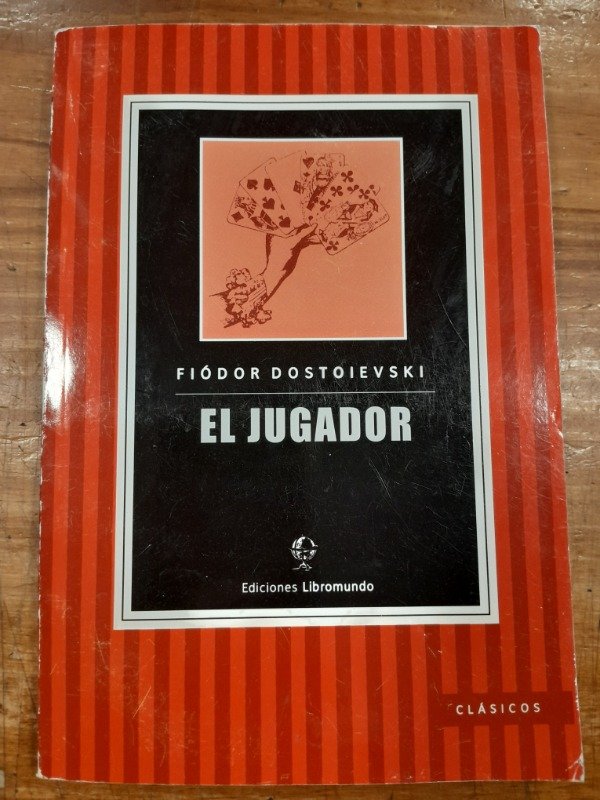 FIÓDOR DOSTOIEVSKI
EL JUGADOR
Ediciones Libromundo
CLÁSICOS